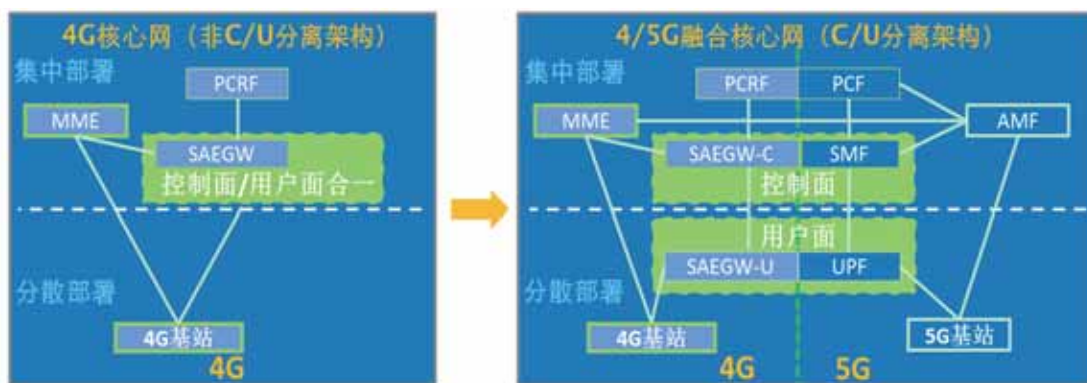 4G核心网（非C/U分离架构）
集中部署
PCRF
MME
SAEGW
控制面/用户面合一
分散部署
4G基站
4G
4/5G融合核心网（C/U分离架构）
集中部署
PCRF
PCF
MME
AMF
SAEGW-C
SMF
控制面
用户面
SAEGW-U
UPF
分散部署
4G基站
5G基站
4G
5G